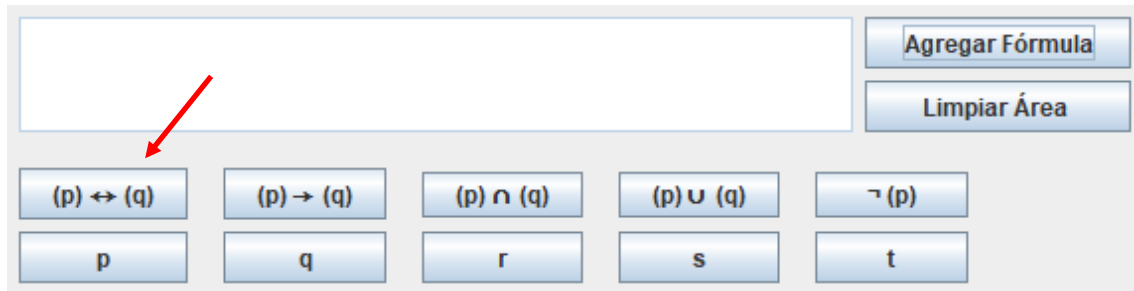 Agregar Fórmula
Limpiar Área
(p) ↔ (q)
(p) → (q)
(p) ∩ (q)
(p) ∪ (q)
¬ (p)
p
q
r
s
t